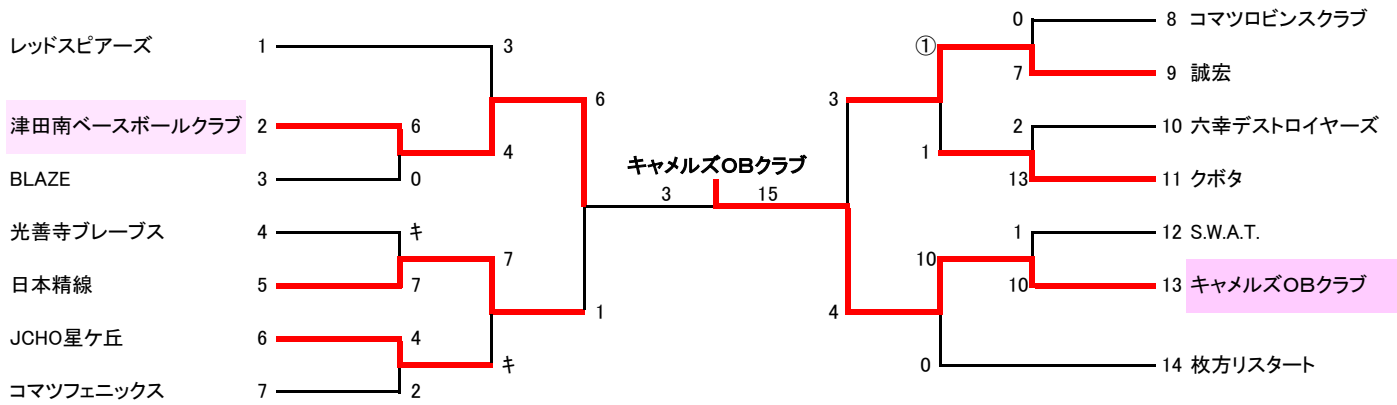 レッドスピアーズ 1
3
津田南ベースボールクラブ 2
6
6
4
BLAZE 3
0
光善寺ブレーブス 4
キ
7
日本精線 5
7
1
JCHO星ケ丘 6
4
キ
コマツフェニックス 7
2
キャメルズOBクラブ
3 15
0
8 コマツロビンスクラブ
①
7
9 誠宏
3
2
10 六幸デストロイヤーズ
1
13
11 クボタ
1
12 S.W.A.T.
10
10
13 キャメルズOBクラブ
4
0
14 枚方リスタート